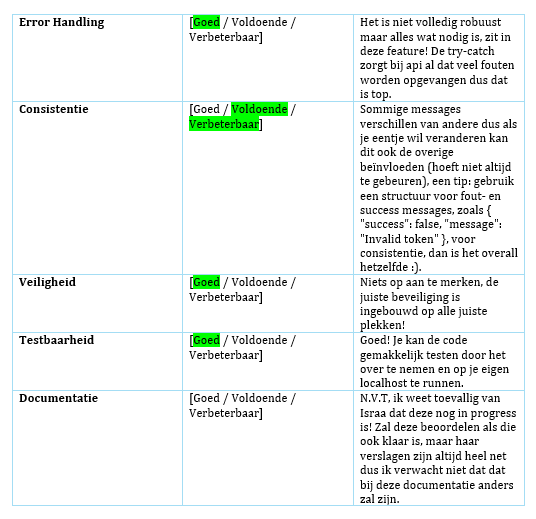 Error Handling
[Goed / Voldoende /
Verbeterbaar]
Het is niet volledig robuust
maar alles wat nodig is, zit in
deze feature! De try-catch
zorgt bij api al dat veel fouten
worden opgevangen dus dat
is top.
Consistentie
[Goed / Voldoende /
Verbeterbaar]
Sommige messages
verschillen van andere dus als
je eentje wil veranderen kan
dit ook de overige
beïnvloeden (hoeft niet altijd
te gebeuren), een tip: gebruik
een structuur voor fout- en
success messages, zoals {
"success": false, "message":
"Invalid token" }, voor
consistentie, dan is het overall
hetzelfde :).
Veiligheid
[Goed / Voldoende /
Verbeterbaar]
Niets op aan te merken, de
juiste beveiliging is
ingebouwd op alle juiste
plekken!
Testbaarheid
[Goed / Voldoende /
Verbeterbaar]
Goed! Je kan de code
gemakkelijk testen door het
over te nemen en op je eigen
localhost te runnen.
Documentatie
[Goed / Voldoende /
Verbeterbaar]
N.V.T, ik weet toevallig van
Israa dat deze nog in progress
is! Zal deze beoordelen als die
ook klaar is, maar haar
verslagen zijn altijd heel net
dus ik verwacht niet dat dat
bij deze documentatie anders
zal zijn.